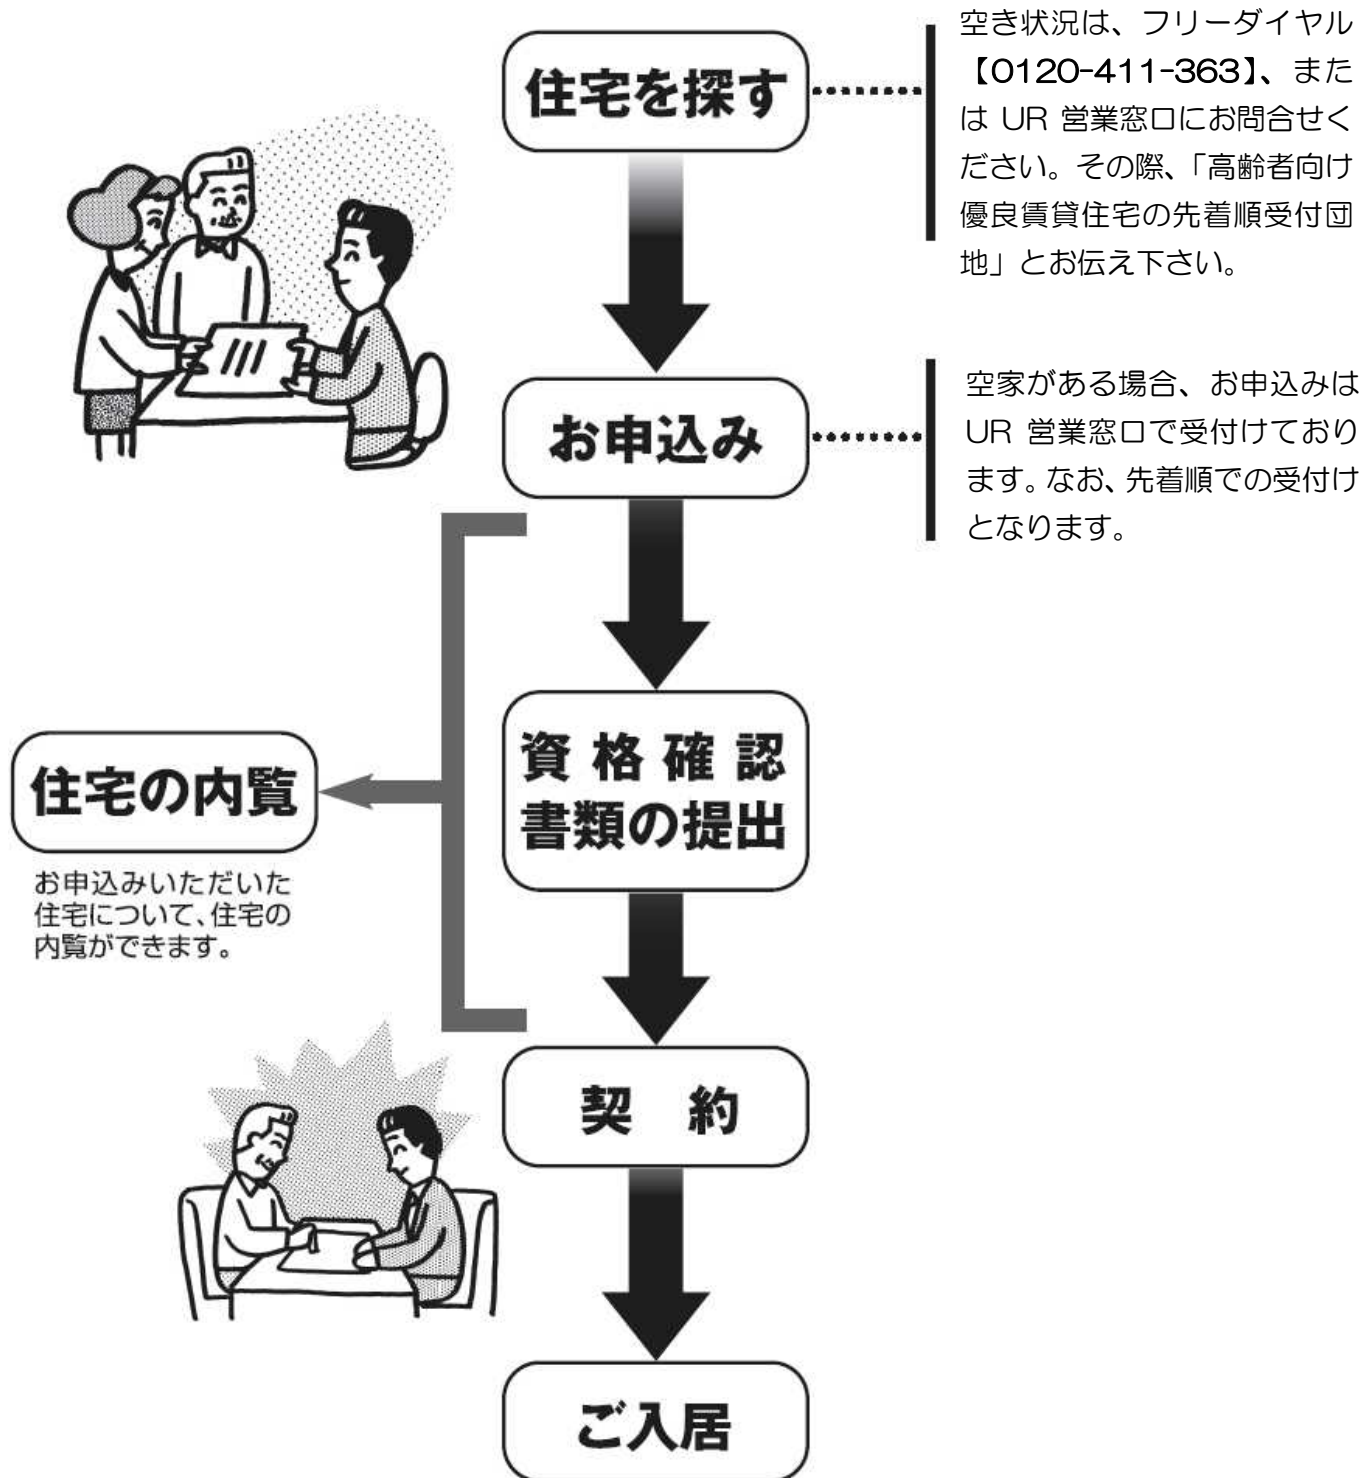 住宅を探す
空き状況は、フリーダイヤル
【0120-411-363】、また
は UR 営業窓口にお問合せく
ださい。その際、「高齢者向け
優良賃貸住宅の先着順受付団
地」とお伝え下さい。
お申込み
空家がある場合、お申込みは
UR 営業窓口で受付けており
ます。なお、先着順での受付け
となります。
資格確認
書類の提出
住宅の内覧
お申込みいただいた
住宅について、住宅の
内覧ができます。
契 約
ご入居